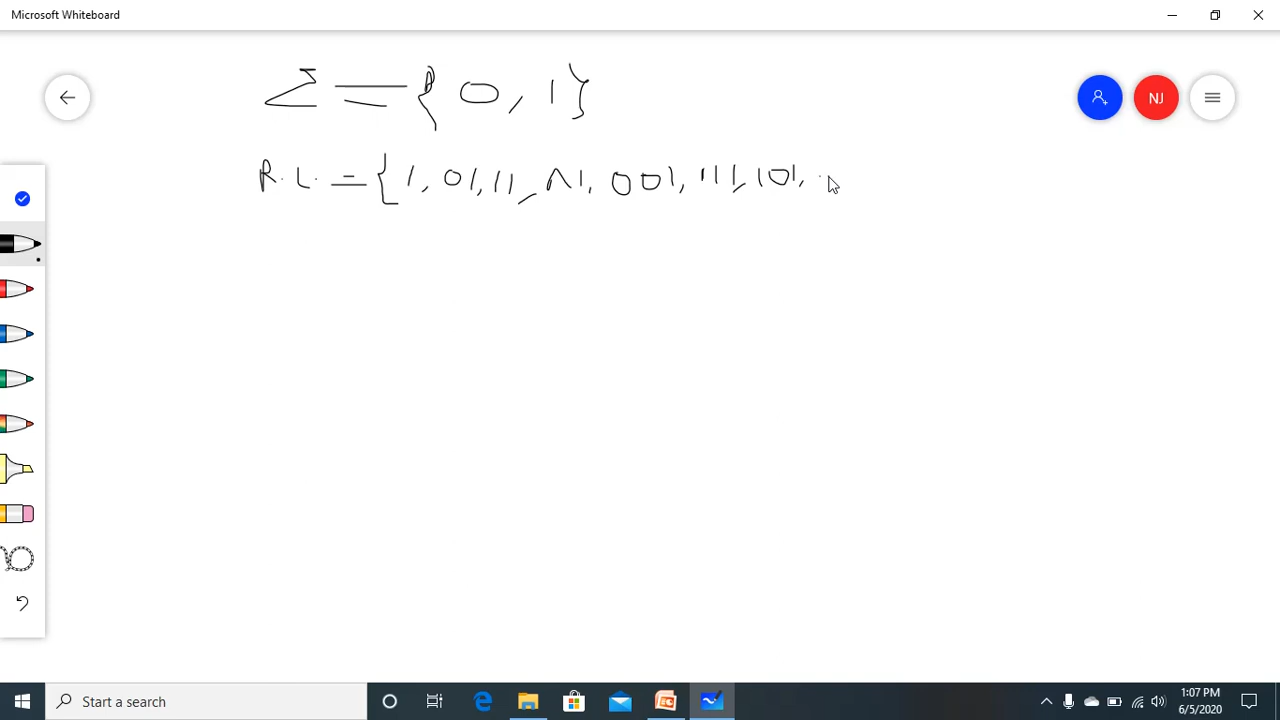 Microsoft Whiteboard
Σ = { 0, 1 }
NJ
R. L. = { 1, 01, 11, 001, 111, 101,
Start a search
1:07 PM
6/5/2020